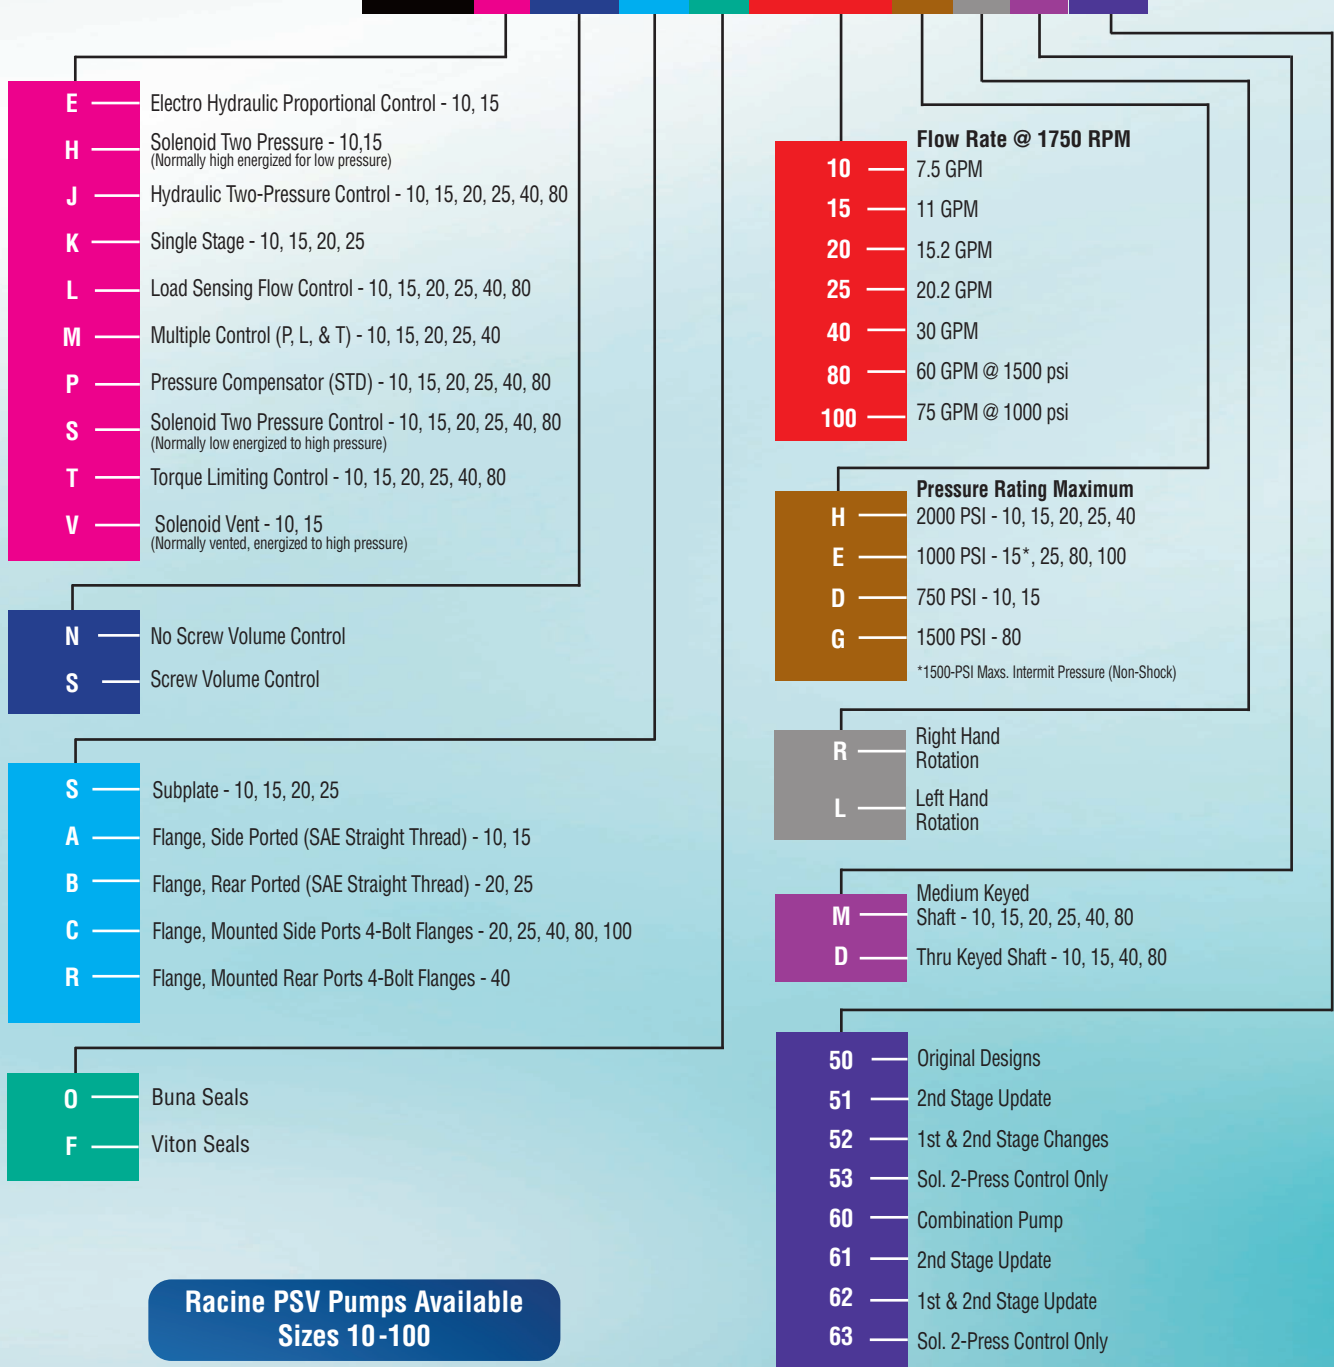 E Electro Hydraulic Proportional Control - 10, 15
H Solenoid Two Pressure - 10,15
(Normally high energized for low pressure)
J Hydraulic Two-Pressure Control - 10, 15, 20, 25, 40, 80
K Single Stage - 10, 15, 20, 25
L Load Sensing Flow Control - 10, 15, 20, 25, 40, 80
M Multiple Control (P, L, & T) - 10, 15, 20, 25, 40
P Pressure Compensator (STD) - 10, 15, 20, 25, 40, 80
S Solenoid Two Pressure Control - 10, 15, 20, 25, 40, 80
(Normally low energized to high pressure)
T Torque Limiting Control - 10, 15, 20, 25, 40, 80
V Solenoid Vent - 10, 15
(Normally vented, energized to high pressure)
N No Screw Volume Control
S Screw Volume Control
S Subplate - 10, 15, 20, 25
A Flange, Side Ported (SAE Straight Thread) - 10, 15
B Flange, Rear Ported (SAE Straight Thread) - 20, 25
C Flange, Mounted Side Ports 4-Bolt Flanges - 20, 25, 40, 80, 100
R Flange, Mounted Rear Ports 4-Bolt Flanges - 40
O Buna Seals
F Viton Seals
Racine PSV Pumps Available
Sizes 10-100
Flow Rate @ 1750 RPM
10 7.5 GPM
15 11 GPM
20 15.2 GPM
25 20.2 GPM
40 30 GPM
80 60 GPM @ 1500 psi
100 75 GPM @ 1000 psi
Pressure Rating Maximum
H 2000 PSI - 10, 15, 20, 25, 40
E 1000 PSI - 15*, 25, 80, 100
D 750 PSI - 10, 15
G 1500 PSI - 80
*1500-PSI Maxs. Intermit Pressure (Non-Shock)
R Right Hand
Rotation
L Left Hand
Rotation
Medium Keyed
M Shaft - 10, 15, 20, 25, 40, 80
D Thru Keyed Shaft - 10, 15, 40, 80
50 Original Designs
51 2nd Stage Update
52 1st & 2nd Stage Changes
53 Sol. 2-Press Control Only
60 Combination Pump
61 2nd Stage Update
62 1st & 2nd Stage Update
63 Sol. 2-Press Control Only